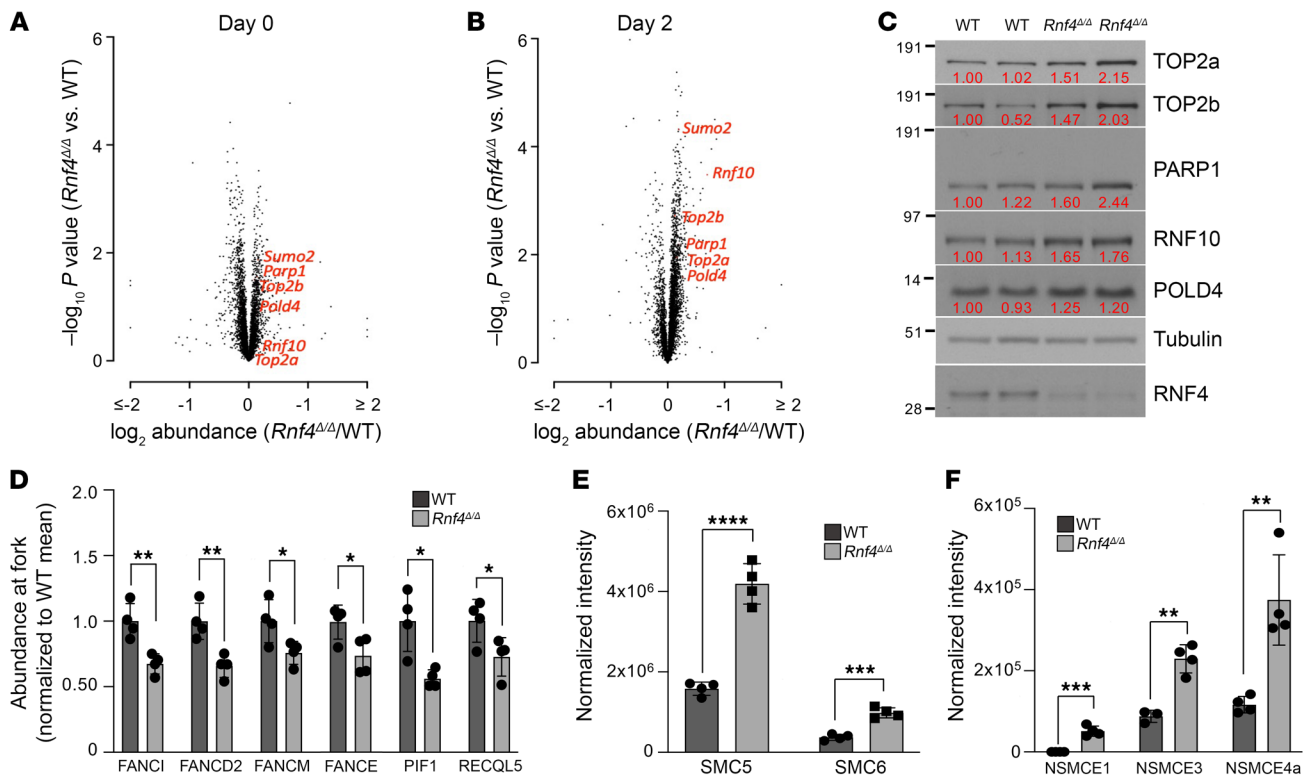 A
Day 0
−log10 P value (Rnf4Δ/Δ vs. WT)
6
4
2
0
Sumo2
Parp1
Top2b
Pold4
Rnf10
Top2a
≤-2
-1
0
-1
≥ 2
log2 abundance (Rnf4Δ/Δ/WT)
B
Day 2
−log10 P value (Rnf4Δ/Δ vs. WT)
6
4
2
0
Sumo2
Rnf10
Top2b
Parp1
Top2a
Pold4
≤-2
-1
0
-1
≥ 2
log2 abundance (Rnf4Δ/Δ/WT)
C
WT WT Rnf4Δ/Δ Rnf4Δ/Δ
191
TOP2a
1.00 1.02 1.51 2.15
191
TOP2b
1.00 0.52 1.47 2.03
191
PARP1
1.00 1.22 1.60 2.44
97
RNF10
1.00 1.13 1.65 1.76
14
POLD4
1.00 0.93 1.25 1.20
51
Tubulin
RNF4
28
D
Abundance at fork
(normalized to WT mean)
2.0
1.5
1.0
0.50
0
WT
Rnf4Δ/Δ
** ** * * * *
FANCI FANCD2 FANCM FANCE PIF1 RECQL5
E
Normalized intensity
6x10^6
4x10^6
2x10^6
0
WT
Rnf4Δ/Δ
**** ***
SMC5 SMC6
F
Normalized intensity
6x10^5
4x10^5
2x10^5
0
WT
Rnf4Δ/Δ
*** ** **
NSMCE1 NSMCE3 NSMCE4a